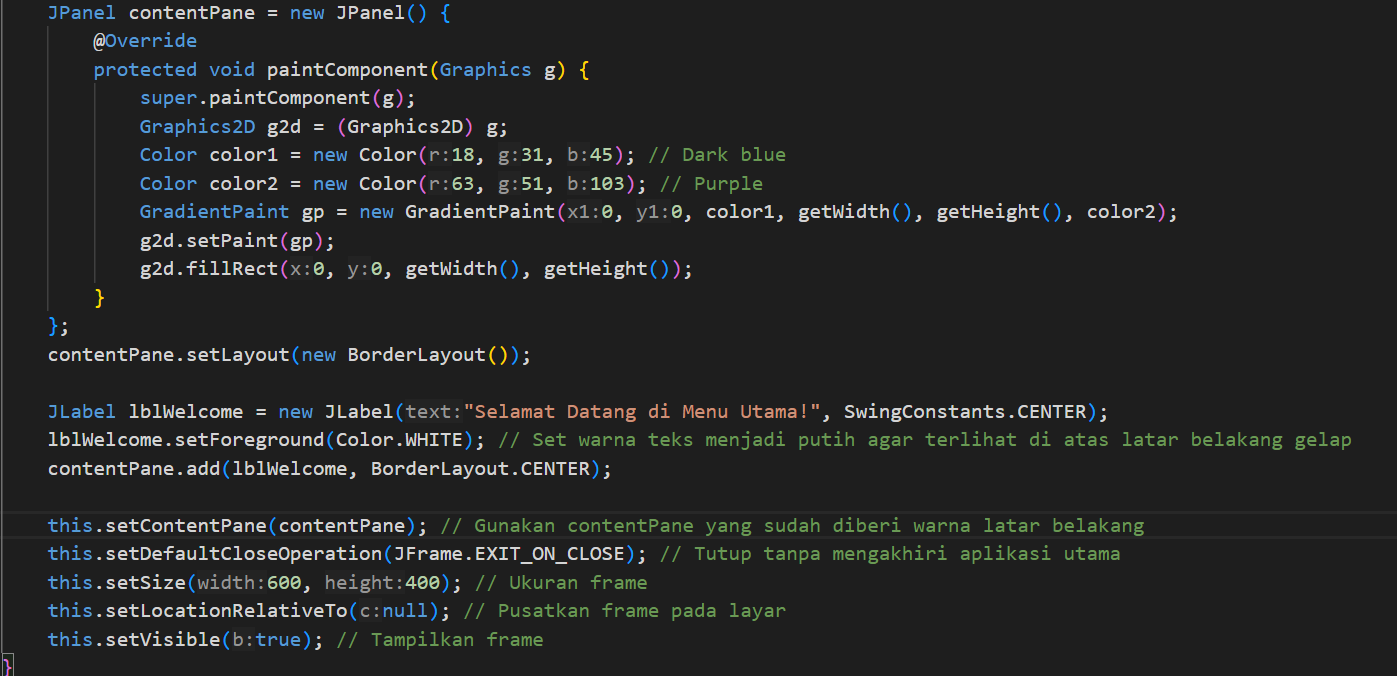 JPanel contentPane = new JPanel() {
@Override
protected void paintComponent(Graphics g) {
super.paintComponent(g);
Graphics2D g2d = (Graphics2D) g;
Color color1 = new Color(r:18, g:31, b:45); // Dark blue
Color color2 = new Color(r:63, g:51, b:103); // Purple
GradientPaint gp = new GradientPaint(x1:0, y1:0, color1, getWidth(), getHeight(), color2);
g2d.setPaint(gp);
g2d.fillRect(x:0, y:0, getWidth(), getHeight());
}
};
contentPane.setLayout(new BorderLayout());
JLabel lblWelcome = new JLabel(text:"Selamat Datang di Menu Utama!", SwingConstants.CENTER);
lblWelcome.setForeground(Color.WHITE); // Set warna teks menjadi putih agar terlihat di atas latar belakang gelap
contentPane.add(lblWelcome, BorderLayout.CENTER);
this.setContentPane(contentPane); // Gunakan contentPane yang sudah diberi warna latar belakang
this.setDefaultCloseOperation(JFrame.EXIT_ON_CLOSE); // Tutup tanpa mengakhiri aplikasi utama
this.setSize(width:600, height:400); // Ukuran frame
this.setLocationRelativeTo(c:null); // Pusatkan frame pada layar
this.setVisible(b:true); // Tampilkan frame
}